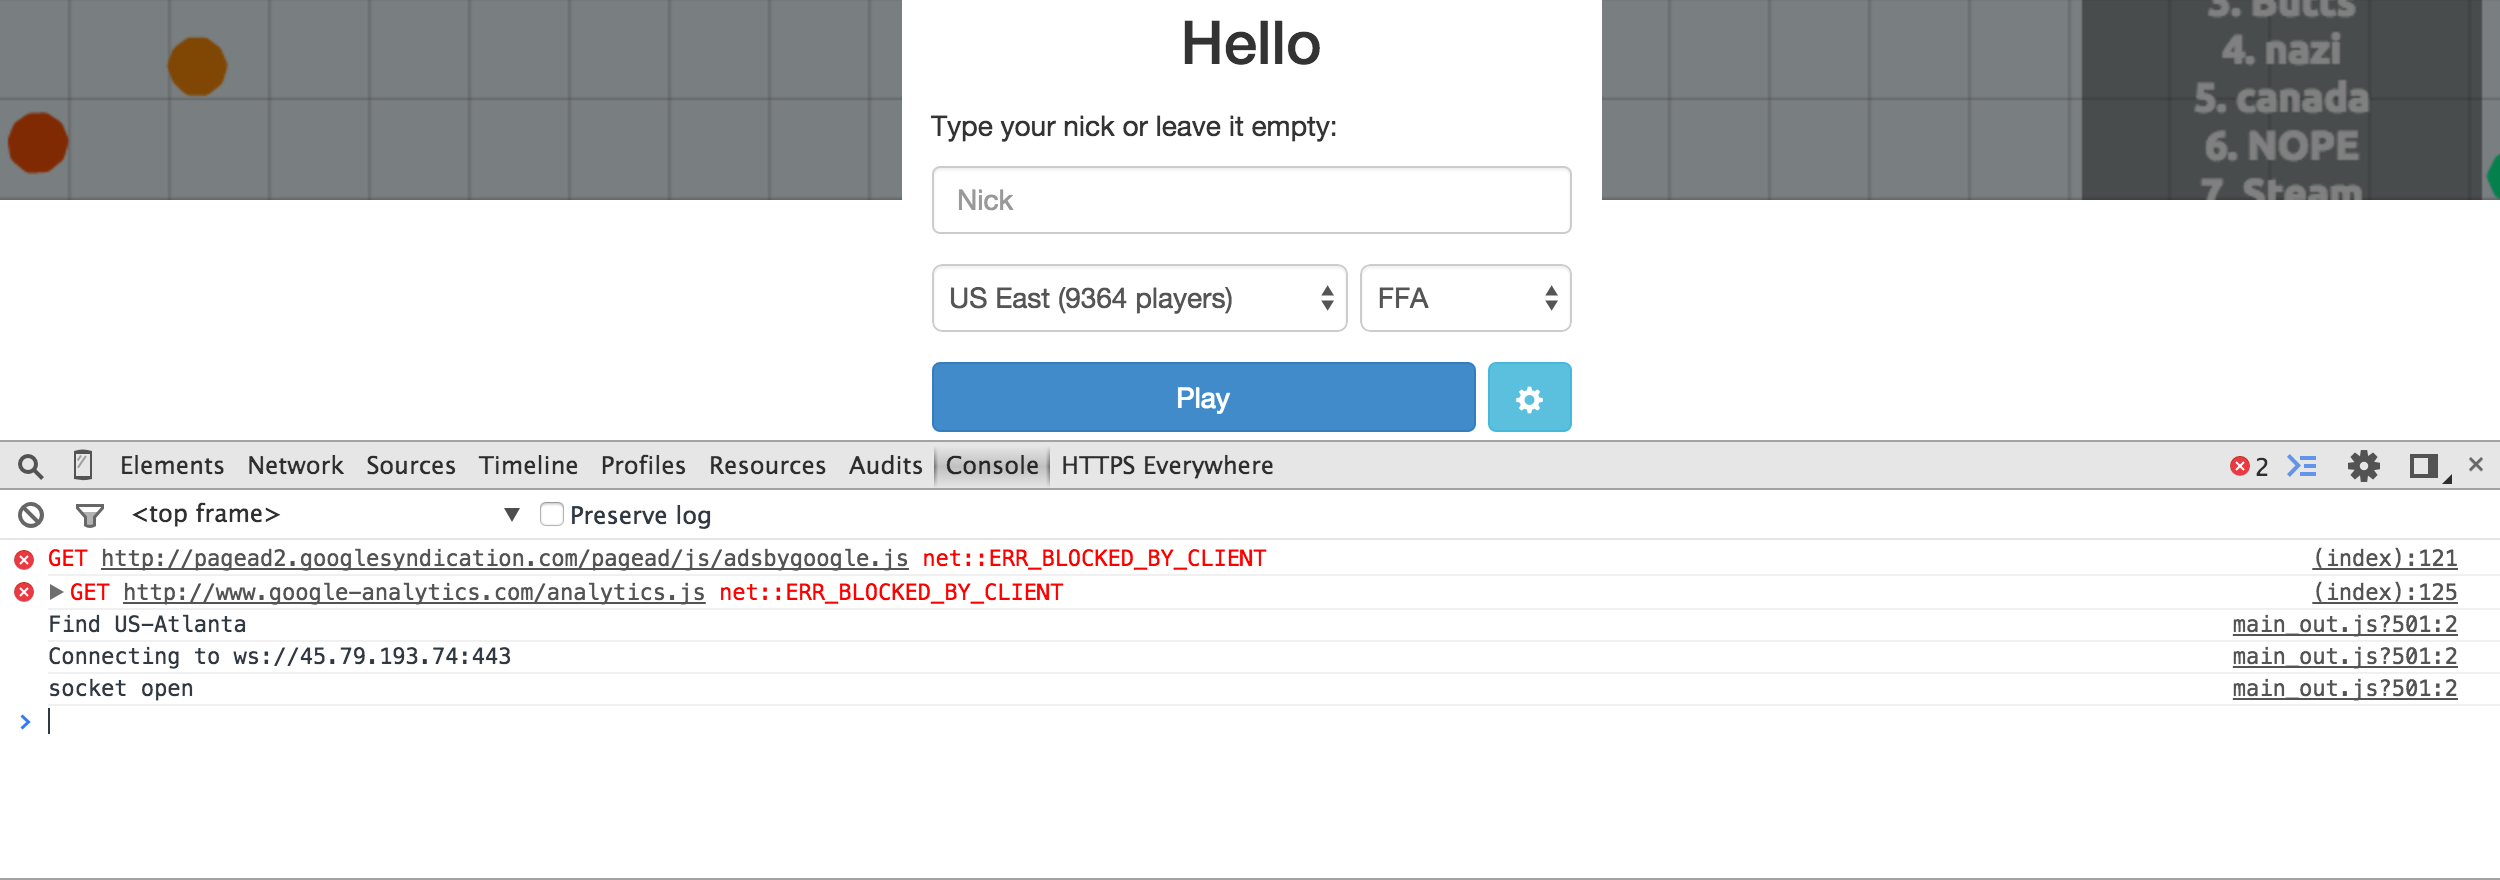 Hello
Type your nick or leave it empty:
Nick
US East (9364 players) FFA
Play
3. Butts
4. nazi
5. canada
6. NOPE
7. Steam
Elements Network Sources Timeline Profiles Resources Audits Console HTTPS Everywhere 2
<top frame> Preserve log
GET http://pagead2.googlesyndication.com/pagead/js/adsbygoogle.js net::ERR_BLOCKED_BY_CLIENT (index):121
GET http://www.google-analytics.com/analytics.js net::ERR_BLOCKED_BY_CLIENT (index):125
Find US-Atlanta main_out.js?501:2
Connecting to ws://45.79.193.74:443 main_out.js?501:2
socket open main_out.js?501:2